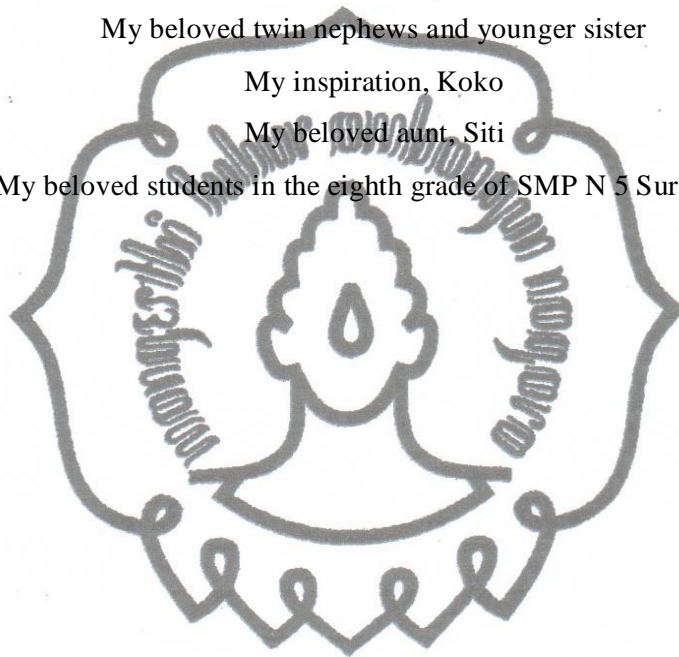 My beloved twin nephews and younger sister
My inspiration, Koko
My beloved aunt, Siti
My beloved students in the eighth grade of SMP N 5 Sur